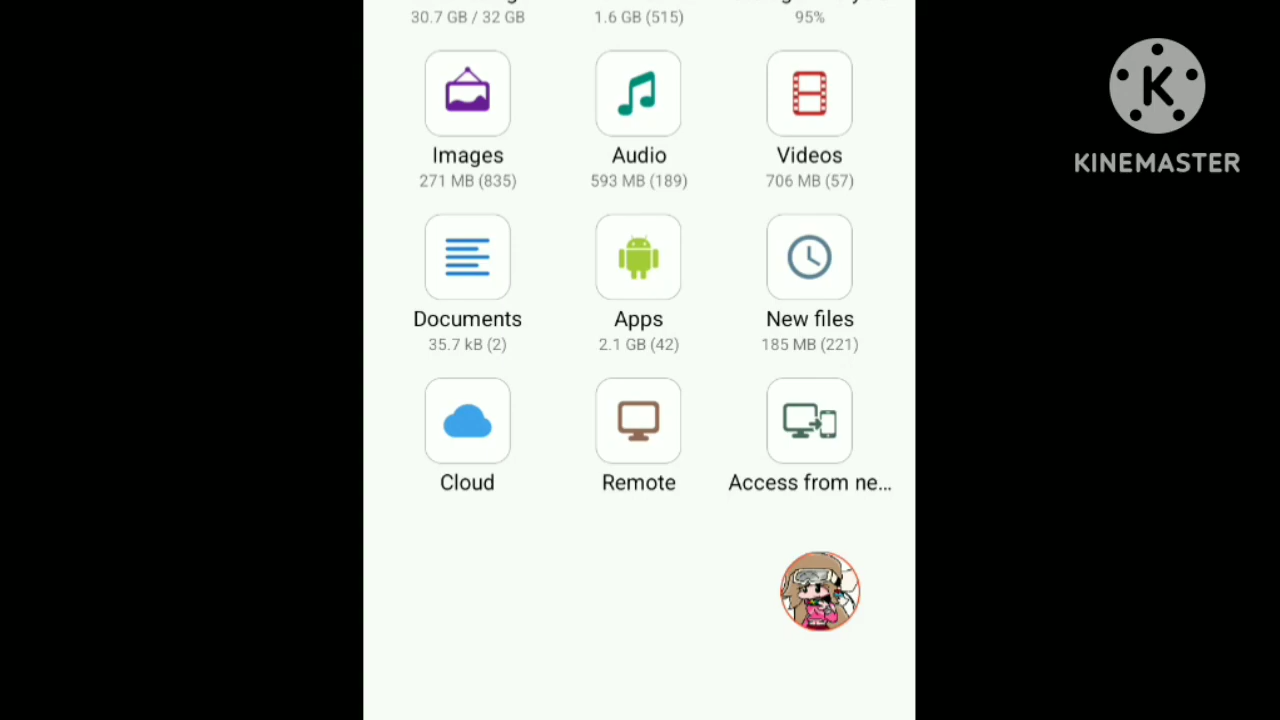 30.7 GB / 32 GB
1.6 GB (515)
95%
Images
Audio
Videos
271 MB (835)
593 MB (189)
706 MB (57)
Documents
Apps
New files
35.7 kB (2)
2.1 GB (42)
185 MB (221)
Cloud
Remote
Access from ne...
K
KINEMASTER